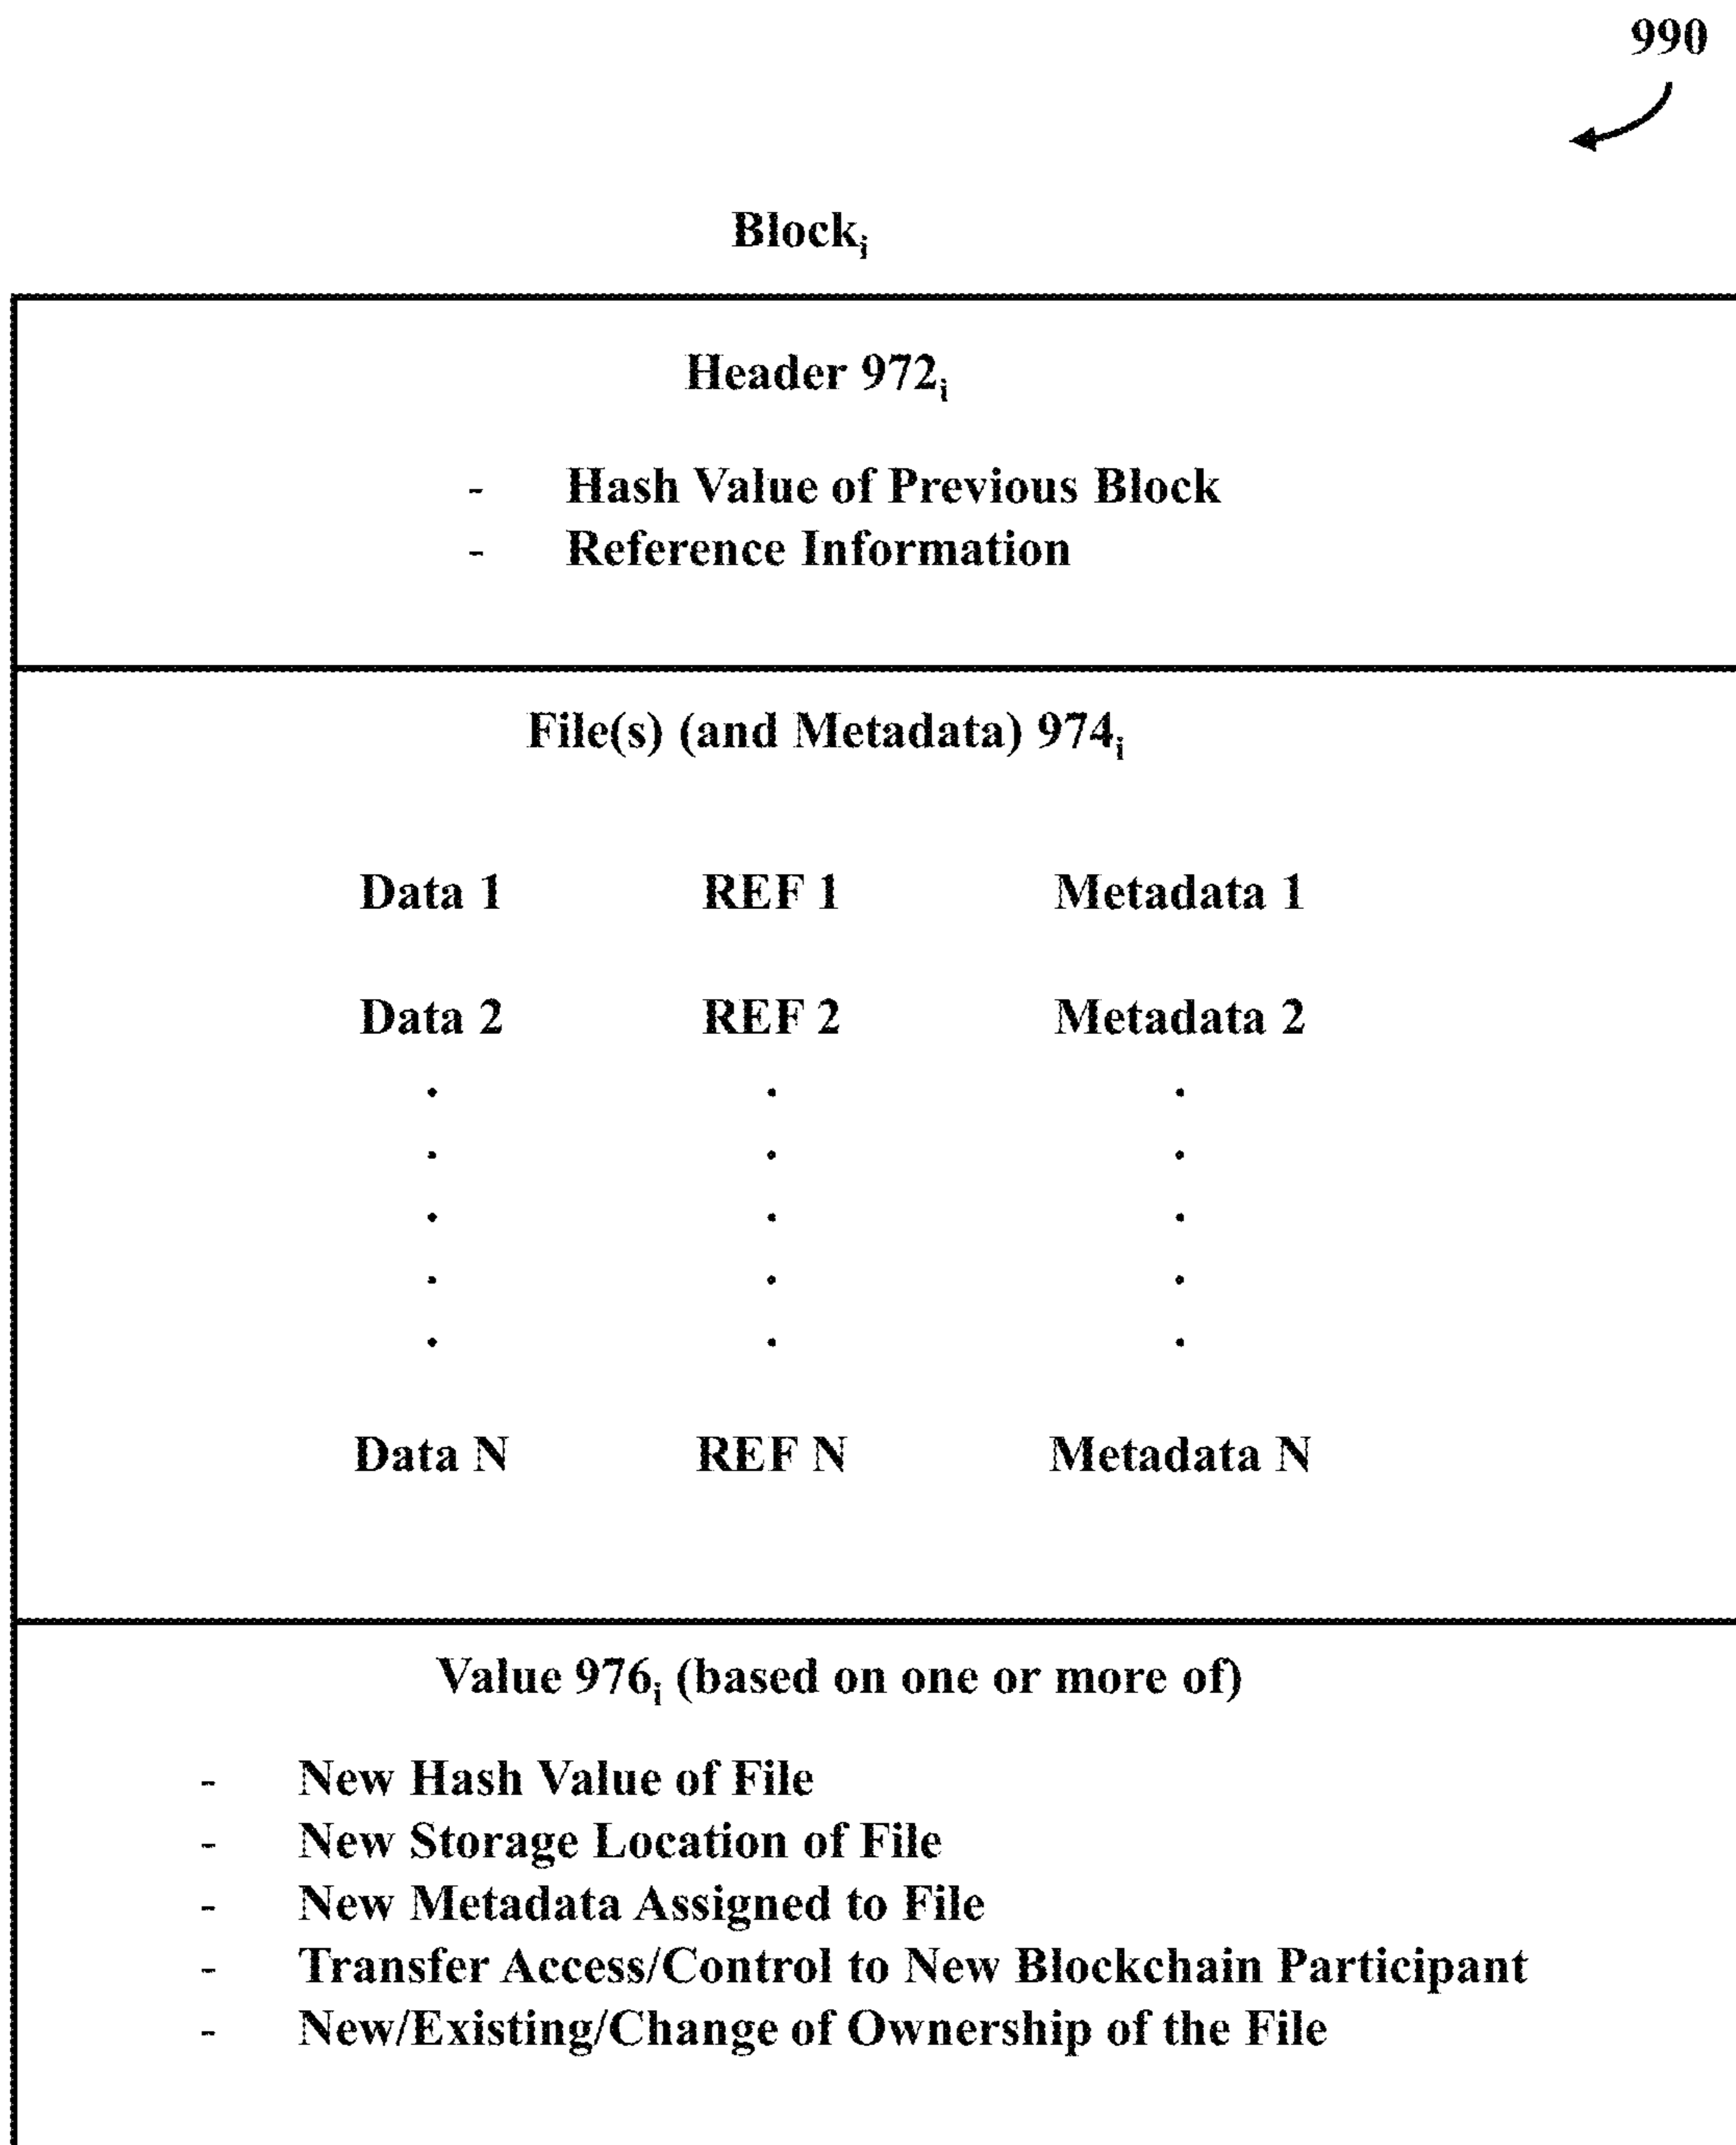 990
Blockᵢ
Header 972ᵢ
- Hash Value of Previous Block
- Reference Information
File(s) (and Metadata) 974ᵢ
Data 1 REF 1 Metadata 1
Data 2 REF 2 Metadata 2
. . .
. . .
. . .
. . .
. . .
Data N REF N Metadata N
Value 976ᵢ (based on one or more of)
- New Hash Value of File
- New Storage Location of File
- New Metadata Assigned to File
- Transfer Access/Control to New Blockchain Participant
- New/Existing/Change of Ownership of the File